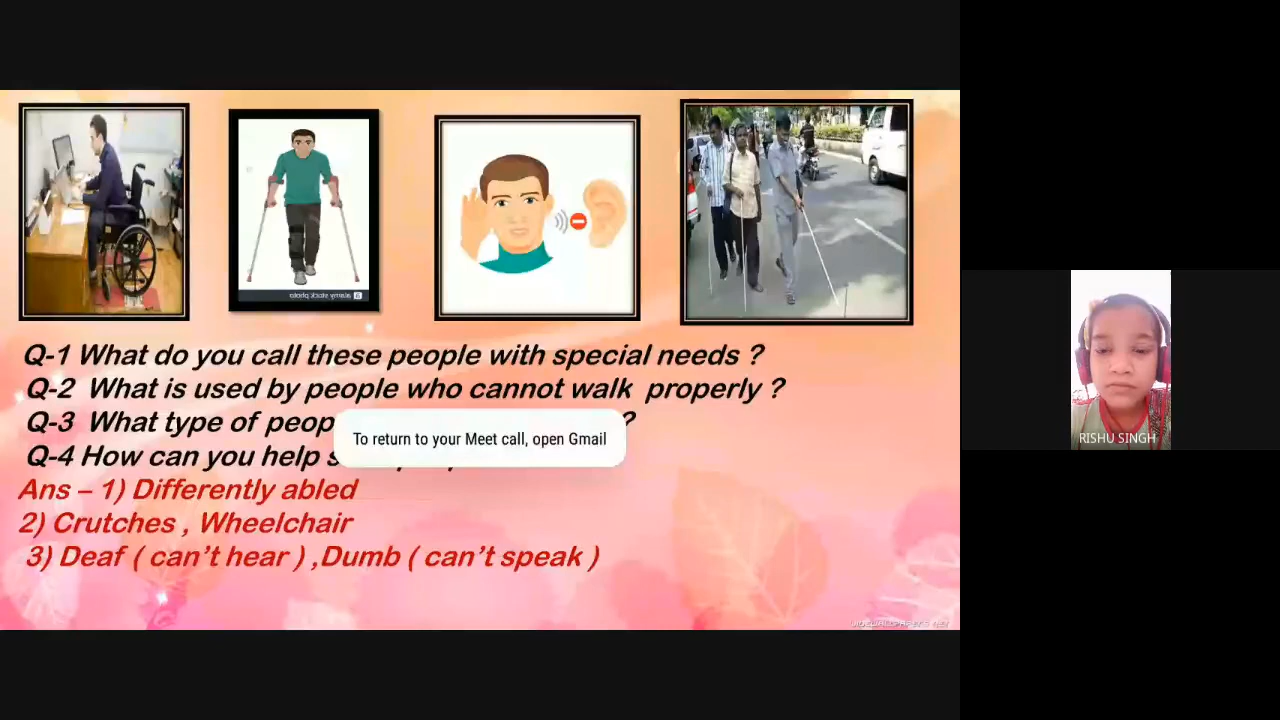 Q-1 What do you call these people with special needs ?
Q-2 What is used by people who cannot walk properly ?
Q-3 What type of ?
Q-4 How can you help
To return to your Meet call, open Gmail
Ans – 1) Differently abled
2) Crutches , Wheelchair
3) Deaf ( can't hear ) ,Dumb ( can't speak )
RISHU SINGH